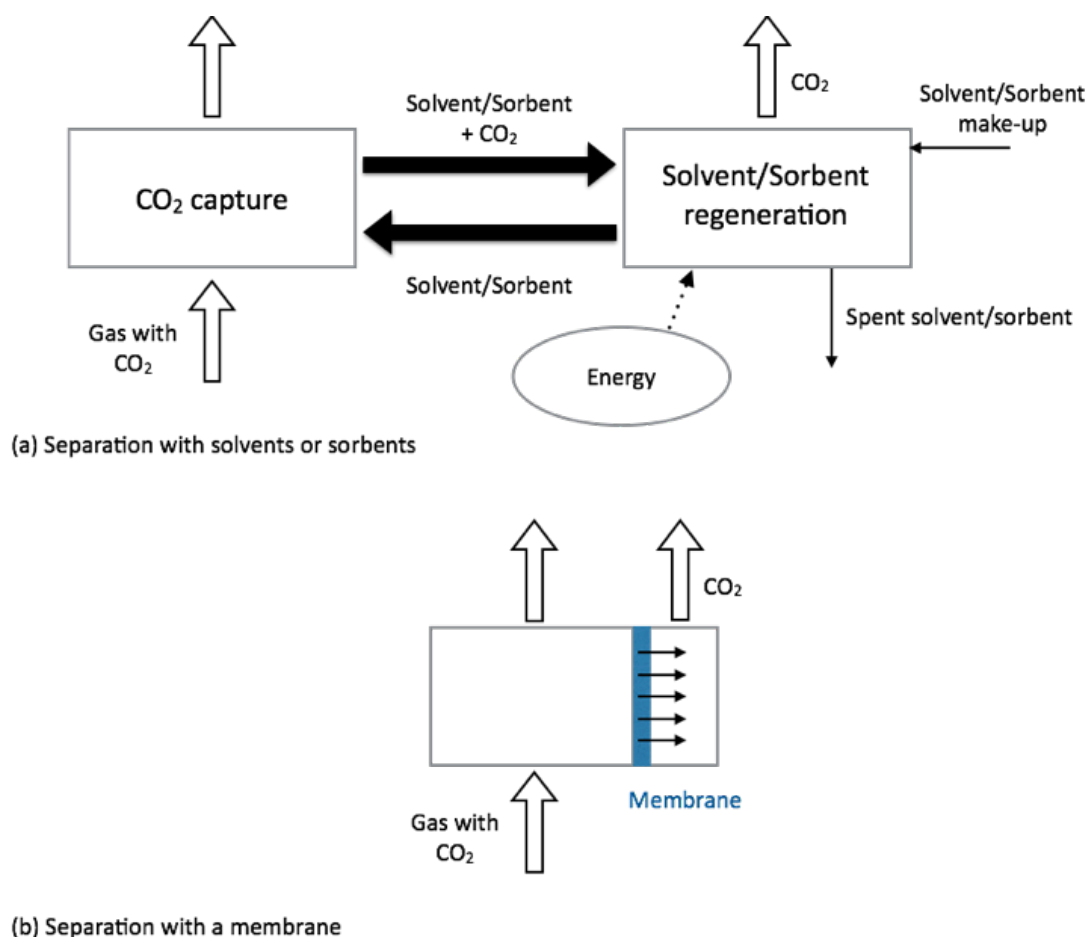 CO₂
Solvent/Sorbent
+ CO₂
Solvent/Sorbent
make-up
CO₂ capture
Solvent/Sorbent
regeneration
Solvent/Sorbent
Gas with
CO₂
Energy
Spent solvent/sorbent
(a) Separation with solvents or sorbents
CO₂
Membrane
Gas with
CO₂
(b) Separation with a membrane